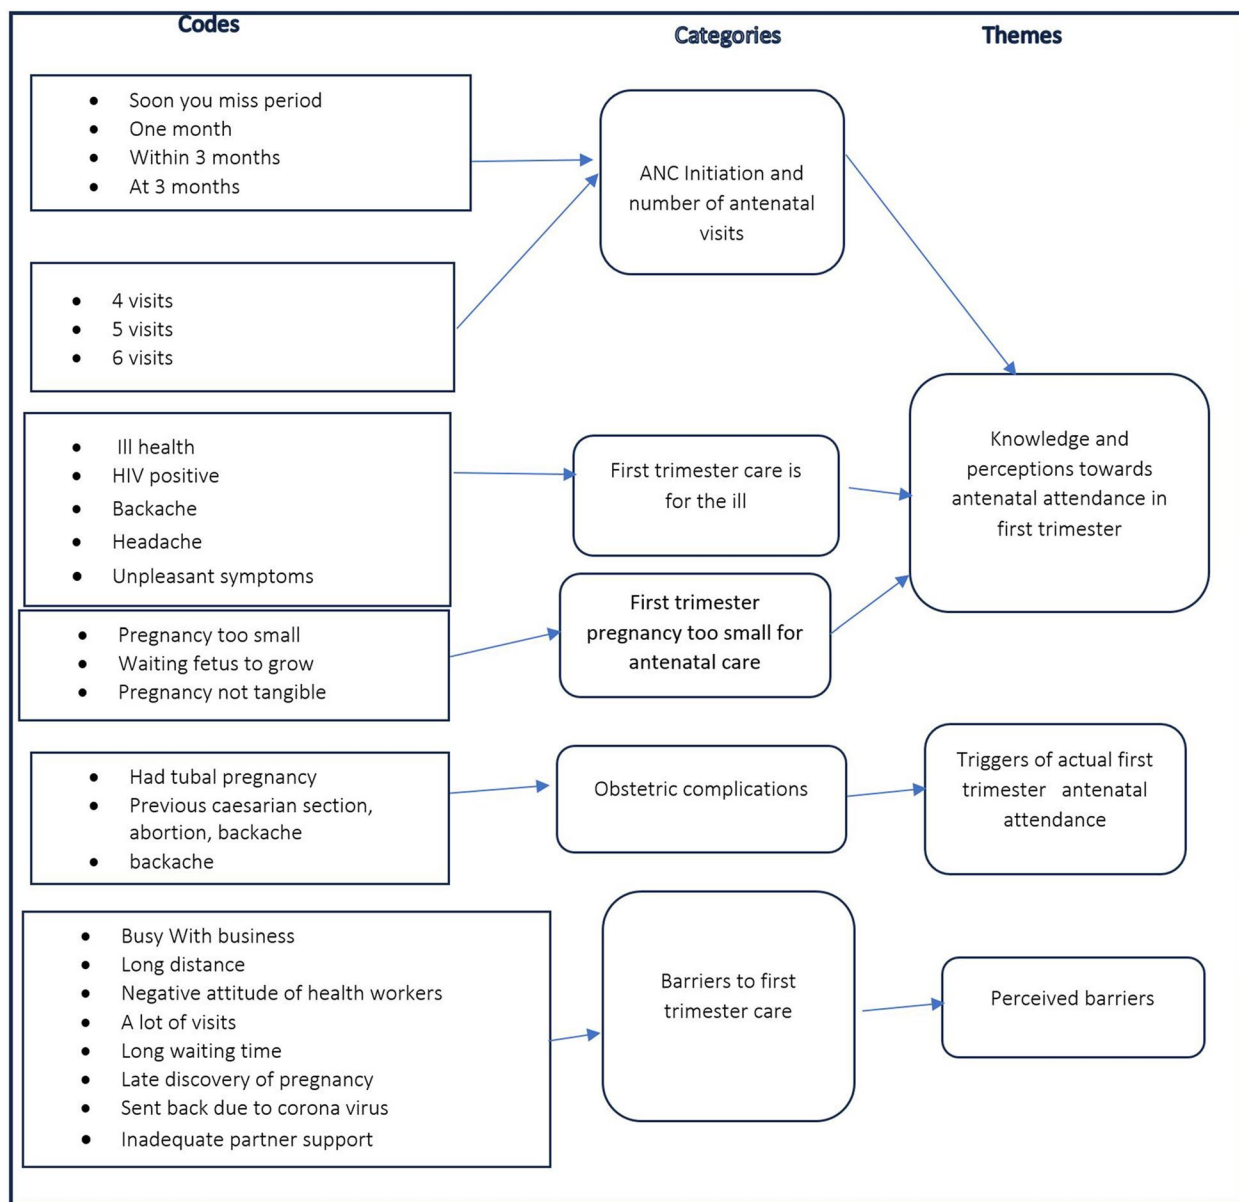 Codes
Categories
Themes
• Soon you miss period
• One month
• Within 3 months
• At 3 months
• 4 visits
• 5 visits
• 6 visits
• Ill health
• HIV positive
• Backache
• Headache
• Unpleasant symptoms
• Pregnancy too small
• Waiting fetus to grow
• Pregnancy not tangible
• Had tubal pregnancy
• Previous caesarian section,
abortion, backache
• backache
• Busy With business
• Long distance
• Negative attitude of health workers
• A lot of visits
• Long waiting time
• Late discovery of pregnancy
• Sent back due to corona virus
• Inadequate partner support
ANC Initiation and
number of antenatal
visits
First trimester care is
for the ill
First trimester
pregnancy too small for
antenatal care
Obstetric complications
Barriers to first
trimester care
Knowledge and
perceptions towards
antenatal attendance in
first trimester
Triggers of actual first
trimester antenatal
attendance
Perceived barriers